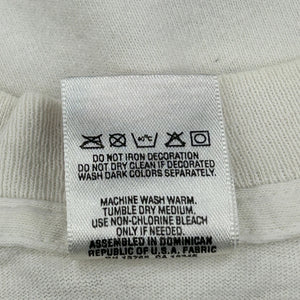 40°C
DO NOT IRON DECORATION
DO NOT DRY CLEAN IF DECORATED
WASH DARK COLORS SEPARATELY.
MACHINE WASH WARM.
TUMBLE DRY MEDIUM.
USE NON-CHLORINE BLEACH
ONLY IF NEEDED.
ASSEMBLED IN DOMINICAN
REPUBLIC OF U.S.A. FABRIC